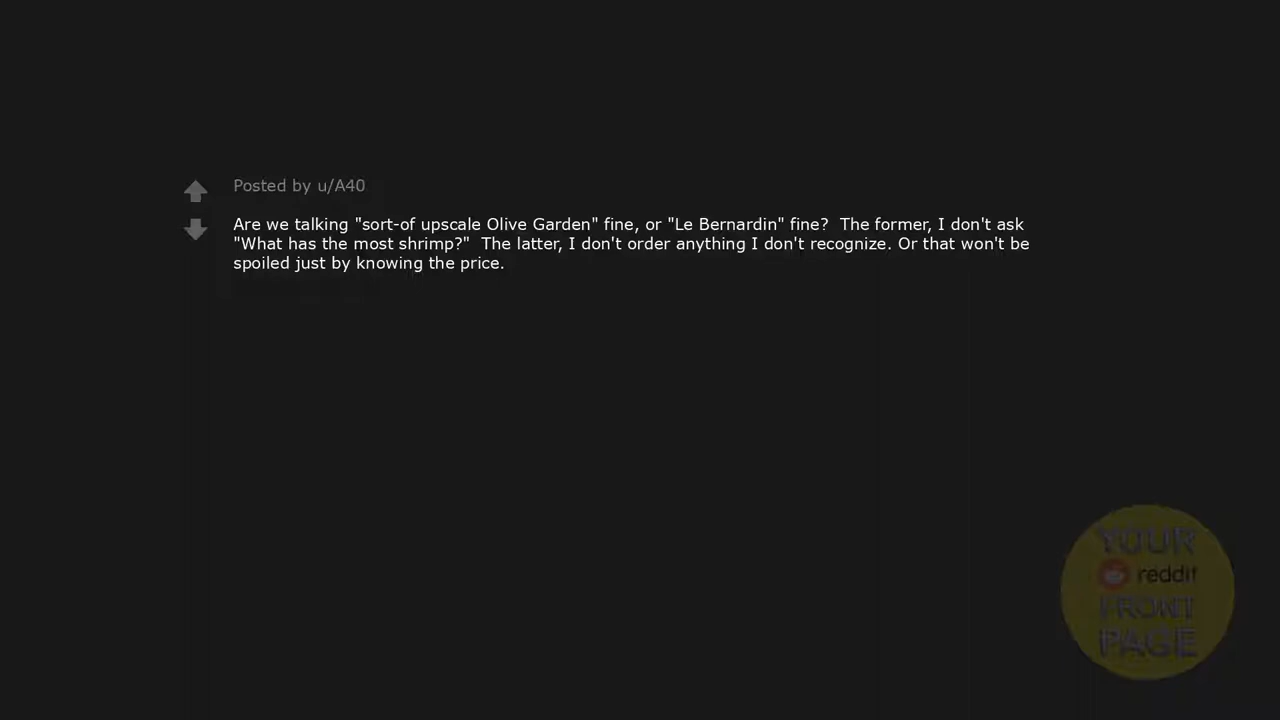 Posted by u/A40
Are we talking "sort-of upscale Olive Garden" fine, or "Le Bernardin" fine?  The former, I don't ask
"What has the most shrimp?"  The latter, I don't order anything I don't recognize. Or that won't be
spoiled just by knowing the price.
YOUR
reddit
FRONT
PAGE